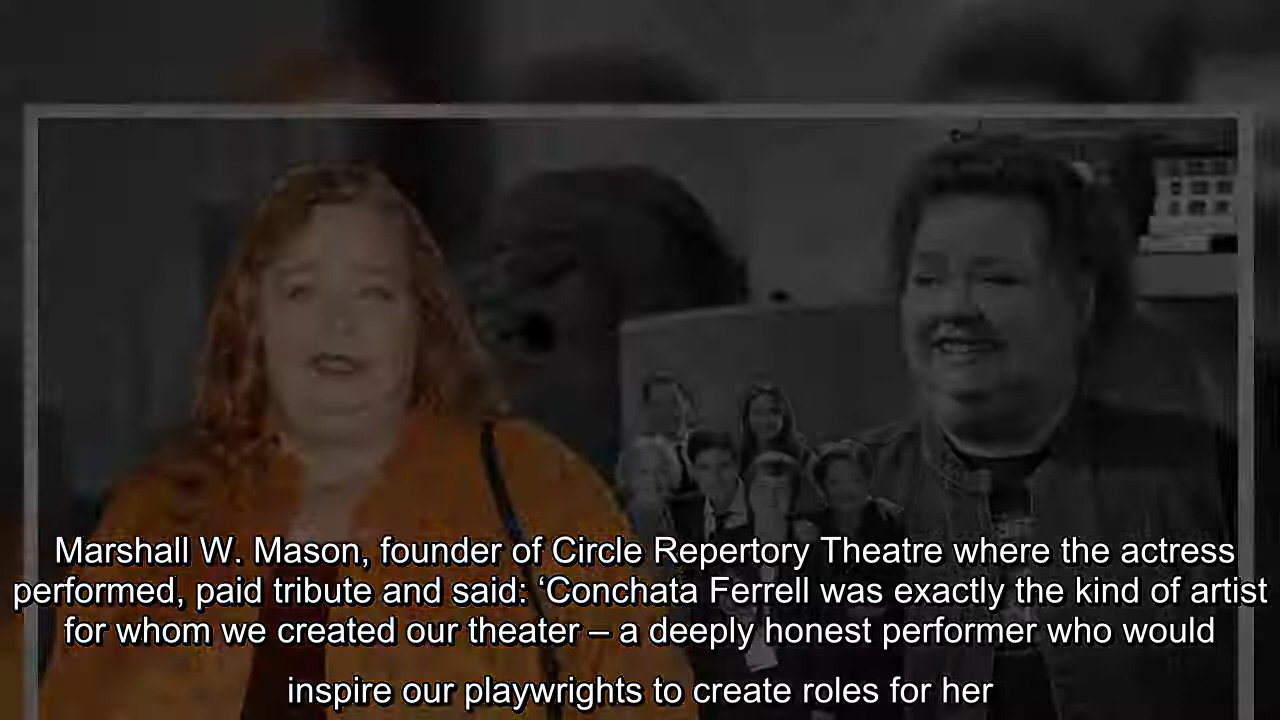 Marshall W. Mason, founder of Circle Repertory Theatre where the actress
performed, paid tribute and said: ‘Conchata Ferrell was exactly the kind of artist
for whom we created our theater – a deeply honest performer who would
inspire our playwrights to create roles for her